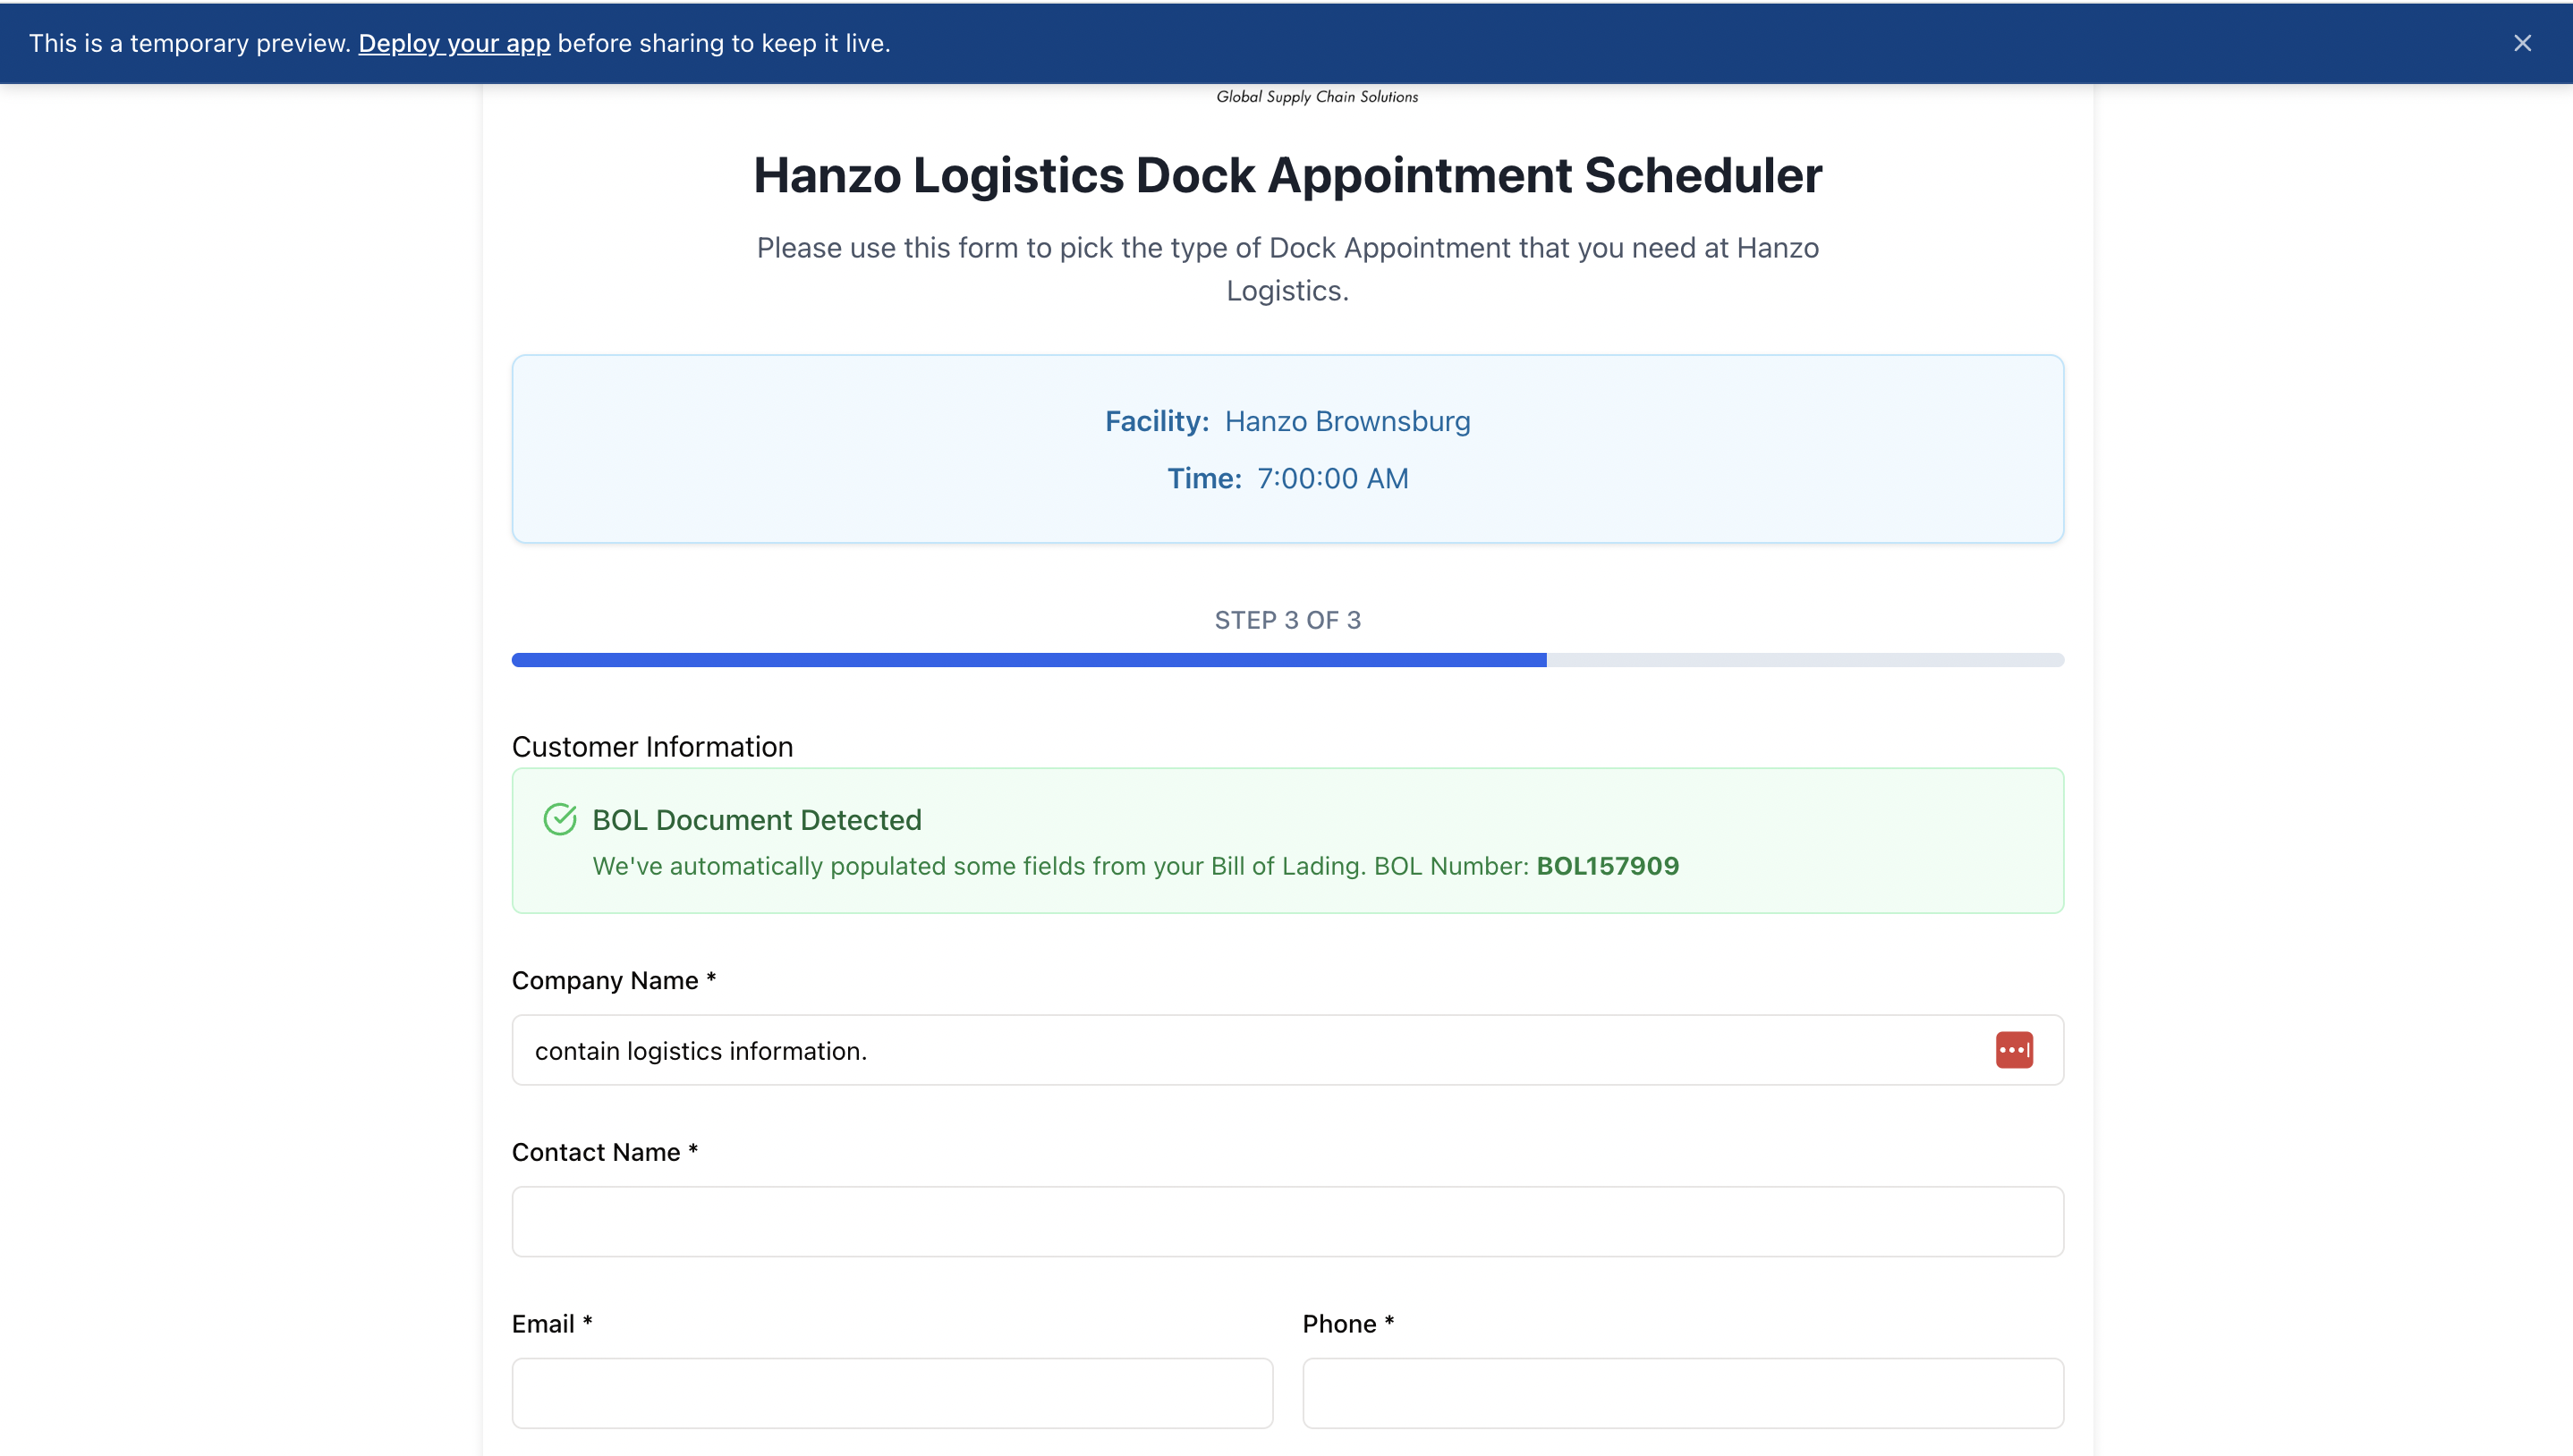 This is a temporary preview. Deploy your app before sharing to keep it live.
Global Supply Chain Solutions
Hanzo Logistics Dock Appointment Scheduler
Please use this form to pick the type of Dock Appointment that you need at Hanzo
Logistics.
Facility: Hanzo Brownsburg
Time: 7:00:00 AM
STEP 3 OF 3
Customer Information
BOL Document Detected
We've automatically populated some fields from your Bill of Lading. BOL Number: BOL157909
Company Name *
contain logistics information.
Contact Name *
Email *
Phone *